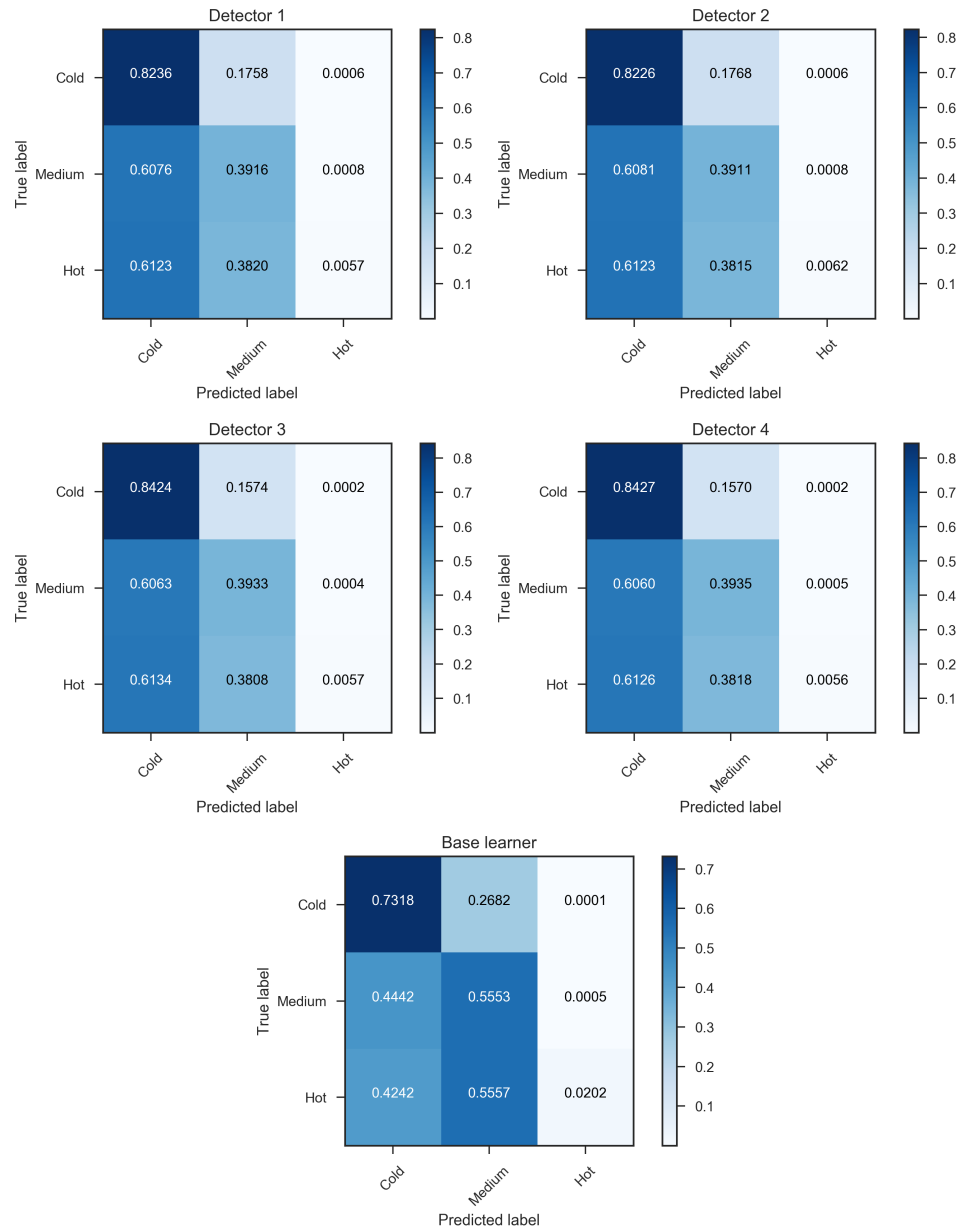 Detector 1
True label
Cold
Medium
Hot
0.8236 0.1758 0.0006
0.6076 0.3916 0.0008
0.6123 0.3820 0.0057
Cold Medium Hot
Predicted label
0.8
0.7
0.6
0.5
0.4
0.3
0.2
0.1
Detector 2
True label
Cold
Medium
Hot
0.8226 0.1768 0.0006
0.6081 0.3911 0.0008
0.6123 0.3815 0.0062
Cold Medium Hot
Predicted label
0.8
0.7
0.6
0.5
0.4
0.3
0.2
0.1
Detector 3
True label
Cold
Medium
Hot
0.8424 0.1574 0.0002
0.6063 0.3933 0.0004
0.6134 0.3808 0.0057
Cold Medium Hot
Predicted label
0.8
0.7
0.6
0.5
0.4
0.3
0.2
0.1
Detector 4
True label
Cold
Medium
Hot
0.8427 0.1570 0.0002
0.6060 0.3935 0.0005
0.6126 0.3818 0.0056
Cold Medium Hot
Predicted label
0.8
0.7
0.6
0.5
0.4
0.3
0.2
0.1
Base learner
True label
Cold
Medium
Hot
0.7318 0.2682 0.0001
0.4442 0.5553 0.0005
0.4242 0.5557 0.0202
Cold Medium Hot
Predicted label
0.7
0.6
0.5
0.4
0.3
0.2
0.1